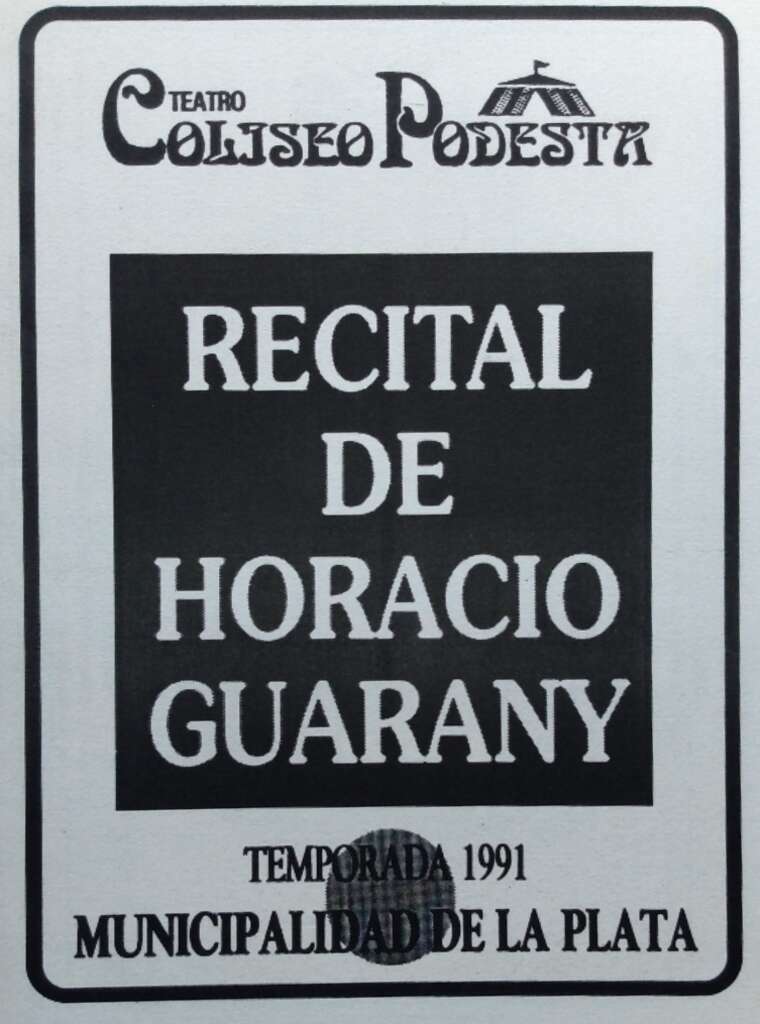 TEATRO
COLISEO PODESTA
RECITAL
DE
HORACIO
GUARANY
TEMPORADA 1991
MUNICIPALIDAD DE LA PLATA